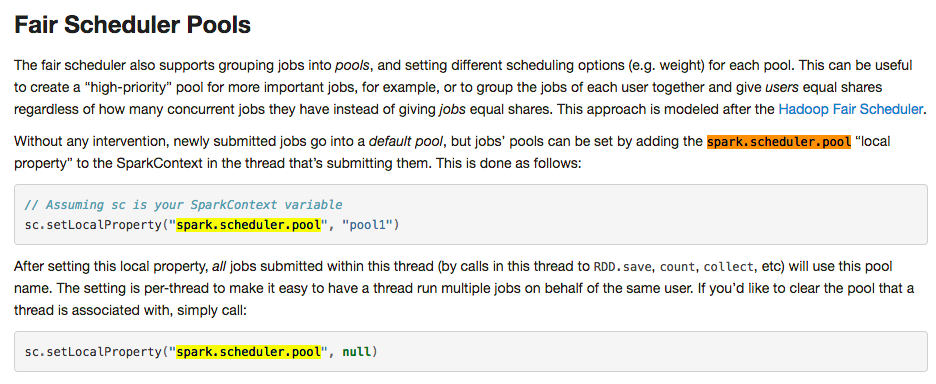 Fair Scheduler Pools
The fair scheduler also supports grouping jobs into pools, and setting different scheduling options (e.g. weight) for each pool. This can be useful
to create a “high-priority” pool for more important jobs, for example, or to group the jobs of each user together and give users equal shares
regardless of how many concurrent jobs they have instead of giving jobs equal shares. This approach is modeled after the Hadoop Fair Scheduler.
Without any intervention, newly submitted jobs go into a default pool, but jobs’ pools can be set by adding the spark.scheduler.pool “local
property” to the SparkContext in the thread that’s submitting them. This is done as follows:
// Assuming sc is your SparkContext variable
sc.setLocalProperty("spark.scheduler.pool", "pool1")
After setting this local property, all jobs submitted within this thread (by calls in this thread to RDD.save, count, collect, etc) will use this pool
name. The setting is per-thread to make it easy to have a thread run multiple jobs on behalf of the same user. If you’d like to clear the pool that a
thread is associated with, simply call:
sc.setLocalProperty("spark.scheduler.pool", null)